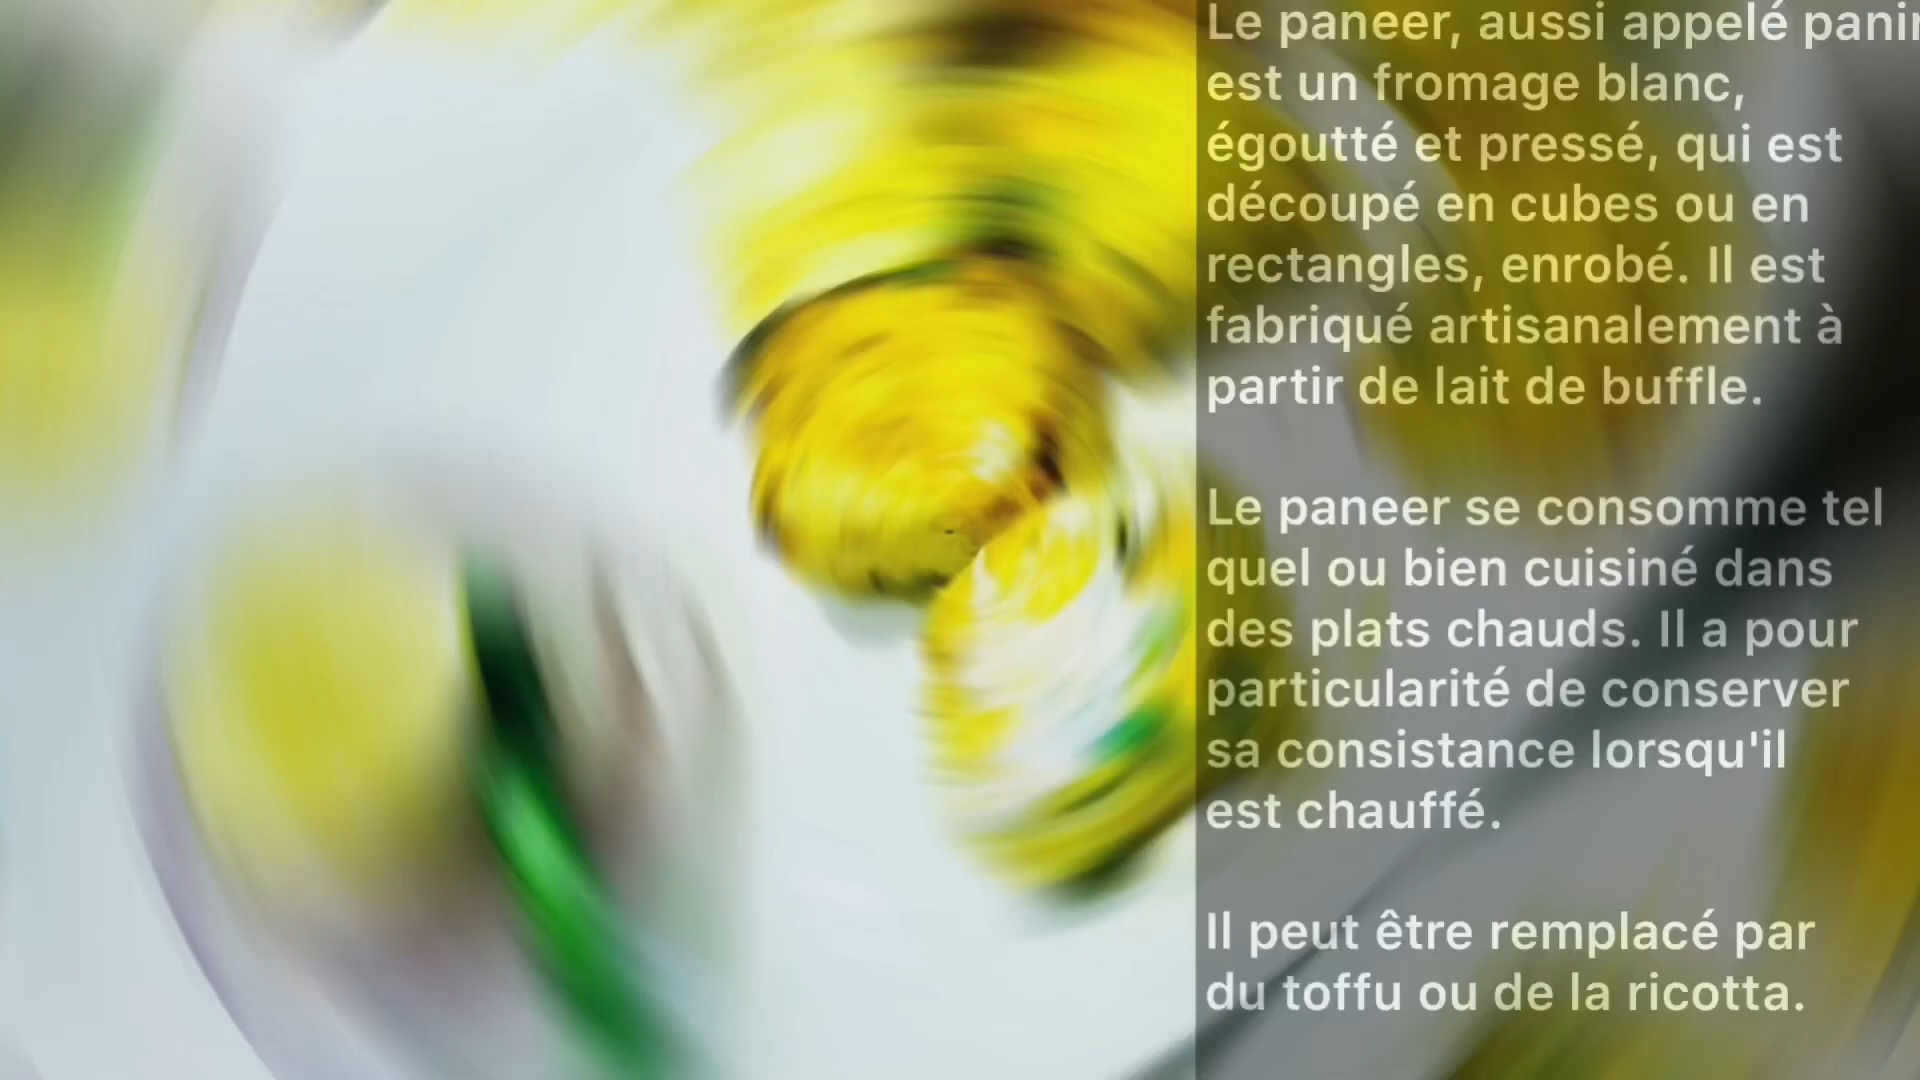 Le paneer, aussi appelé panir
est un fromage blanc,
égoutté et pressé, qui est
découpé en cubes ou en
rectangles, enrobé. Il est
fabriqué artisanalement à
partir de lait de buffle.
Le paneer se consomme tel
quel ou bien cuisiné dans
des plats chauds. Il a pour
particularité de conserver
sa consistance lorsqu'il
est chauffé.
Il peut être remplacé par
du toffu ou de la ricotta.